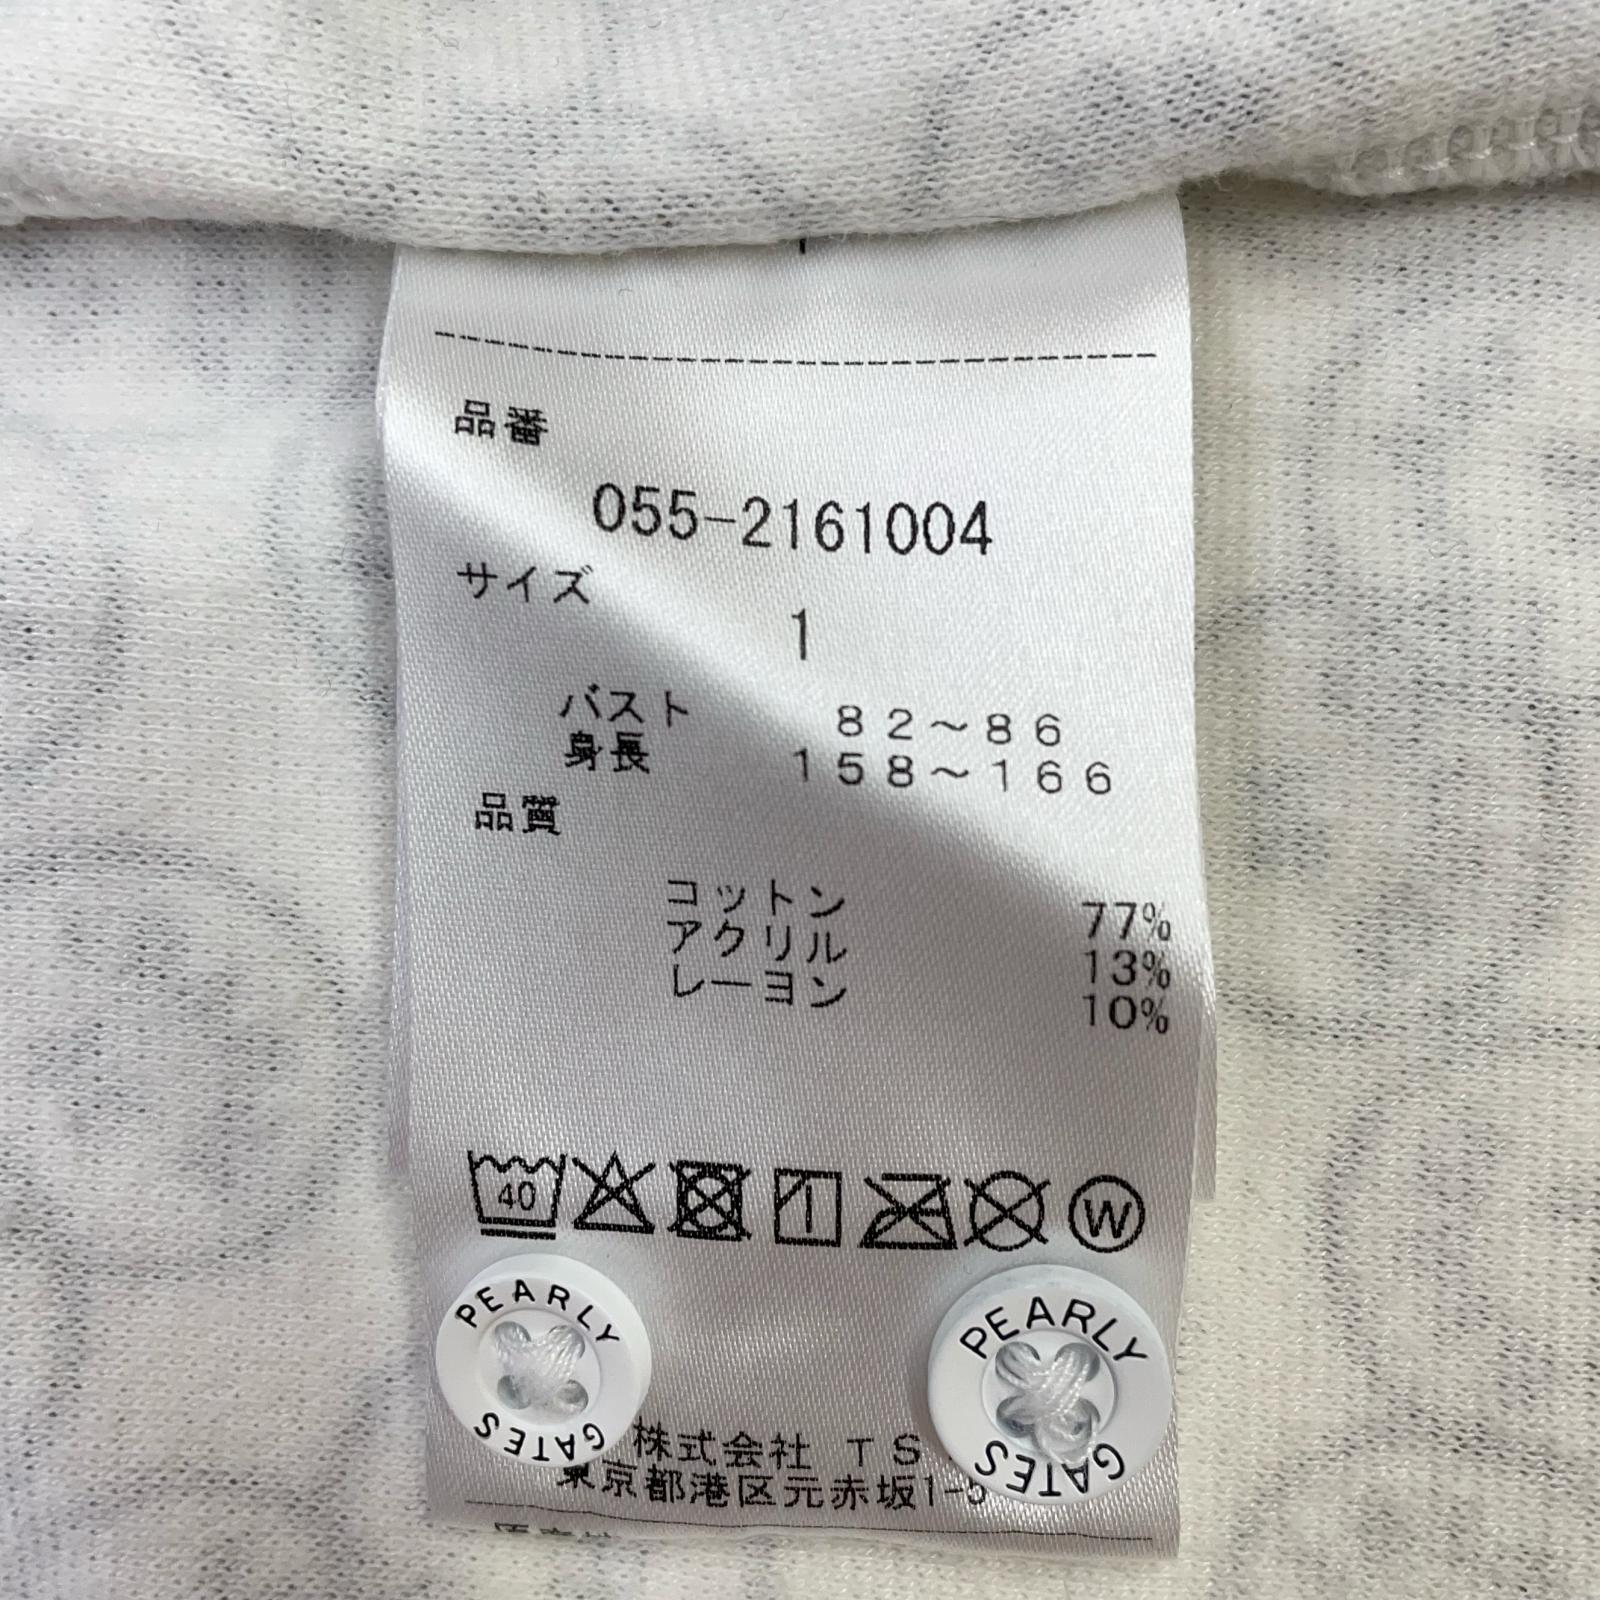 品番
055-2161004
サイズ
1
バスト 82～86
身長 158～166
品質
コットン 77%
アクリル 13%
レーヨン 10%
40
W
PEARLY GATES
PEARLY GATES
株式会社 TS
東京都港区元赤坂1-5